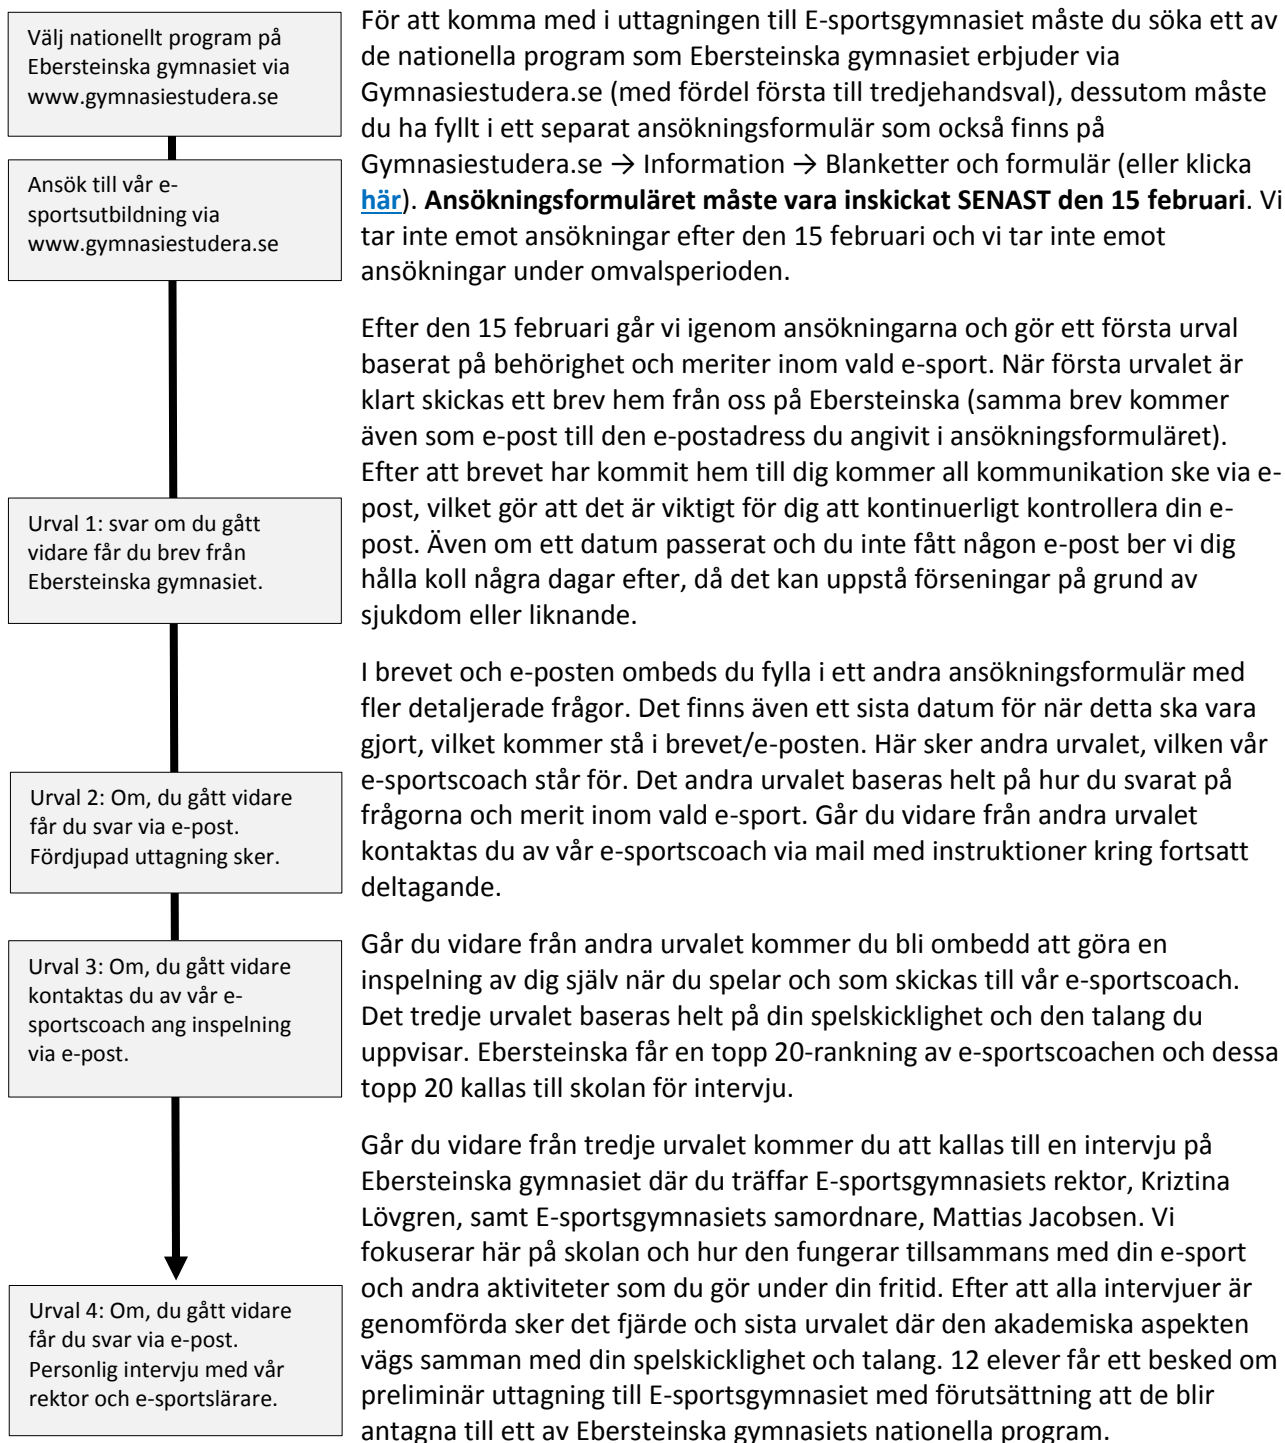 Välj nationellt program på
Ebersteinska gymnasiet via
www.gymnasiestudera.se
Ansök till vår e-
sportsutbildning via
www.gymnasiestudera.se
Urval 1: svar om du gått
vidare får du brev från
Ebersteinska gymnasiet.
Urval 2: Om, du gått vidare
får du svar via e-post.
Fördjupad uttagning sker.
Urval 3: Om, du gått vidare
kontaktas du av vår e-
sportscoach ang inspelning
via e-post.
Urval 4: Om, du gått vidare
får du svar via e-post.
Personlig intervju med vår
rektor och e-sportslärare.
För att komma med i uttagningen till E-sportsgymnasiet måste du söka ett av
de nationella program som Ebersteinska gymnasiet erbjuder via
Gymnasiestudera.se (med fördel första till tredjehandsval), dessutom måste
du ha fyllt i ett separat ansökningsformulär som också finns på
Gymnasiestudera.se → Information → Blanketter och formulär (eller klicka
här). Ansökningsformuläret måste vara inskickat SENAST den 15 februari. Vi
tar inte emot ansökningar efter den 15 februari och vi tar inte emot
ansökningar under omvalsperioden.
Efter den 15 februari går vi igenom ansökningarna och gör ett första urval
baserat på behörighet och meriter inom vald e-sport. När första urvalet är
klart skickas ett brev hem från oss på Ebersteinska (samma brev kommer
även som e-post till den e-postadress du angivit i ansökningsformuläret).
Efter att brevet har kommit hem till dig kommer all kommunikation ske via e-
post, vilket gör att det är viktigt för dig att kontinuerligt kontrollera din e-
post. Även om ett datum passerat och du inte fått någon e-post ber vi dig
hålla koll några dagar efter, då det kan uppstå förseningar på grund av
sjukdom eller liknande.
I brevet och e-posten ombeds du fylla i ett andra ansökningsformulär med
fler detaljerade frågor. Det finns även ett sista datum för när detta ska vara
gjort, vilket kommer stå i brevet/e-posten. Här sker andra urvalet, vilken vår
e-sportscoach står för. Det andra urvalet baseras helt på hur du svarat på
frågorna och merit inom vald e-sport. Går du vidare från andra urvalet
kontaktas du av vår e-sportscoach via mail med instruktioner kring fortsatt
deltagande.
Går du vidare från andra urvalet kommer du bli ombedd att göra en
inspelning av dig själv när du spelar och som skickas till vår e-sportscoach.
Det tredje urvalet baseras helt på din spelskicklighet och den talang du
uppvisar. Ebersteinska får en topp 20-rankning av e-sportscoachen och dessa
topp 20 kallas till skolan för intervju.
Går du vidare från tredje urvalet kommer du att kallas till en intervju på
Ebersteinska gymnasiet där du träffar E-sportsgymnasiets rektor, Kriztina
Lövgren, samt E-sportsgymnasiets samordnare, Mattias Jacobsen. Vi
fokuserar här på skolan och hur den fungerar tillsammans med din e-sport
och andra aktiviteter som du gör under din fritid. Efter att alla intervjuer är
genomförda sker det fjärde och sista urvalet där den akademiska aspekten
vägs samman med din spelskicklighet och talang. 12 elever får ett besked om
preliminär uttagning till E-sportsgymnasiet med förutsättning att de blir
antagna till ett av Ebersteinska gymnasiets nationella program.